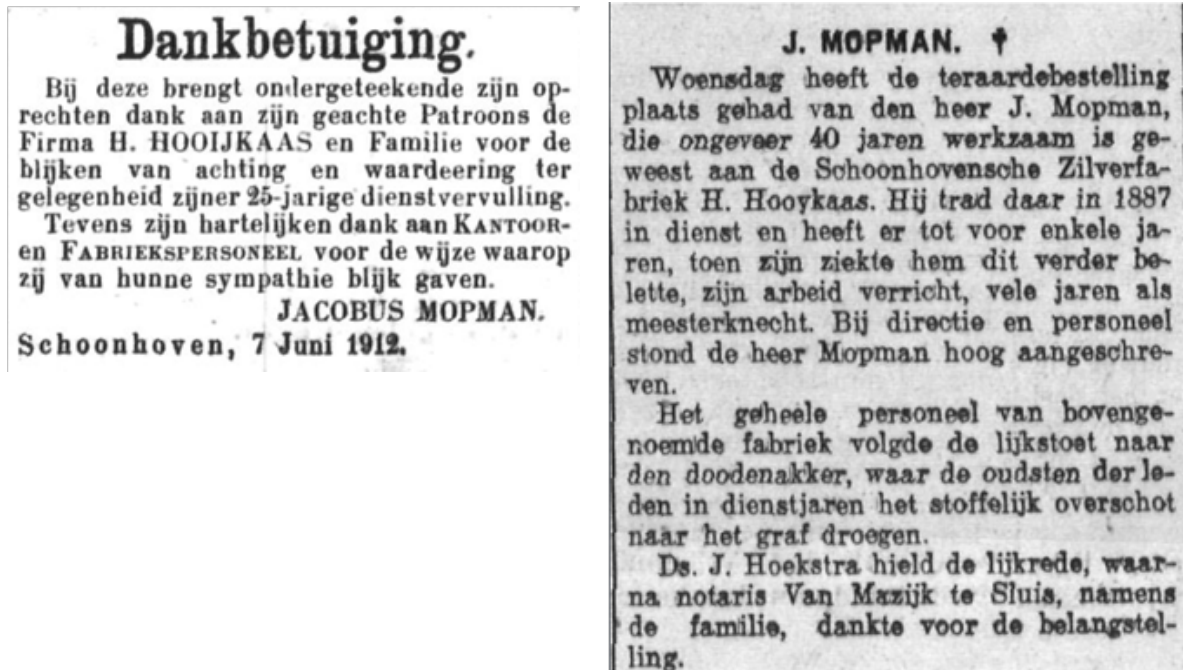 Dankbetuiging.
Bij deze brengt ondergeteekende zijn op-
rechten dank aan zijn geachte Patroons de
Firma H. HOOIJKAAS en Familie voor de
blijken van achting en waardeering ter
gelegenheid zijner 25-jarige dienstvervulling.
Tevens zijn hartelijken dank aan KANTOOR-
en FABRIEKSPERSONEEL voor de wijze waarop
zij van hunne sympathie blijk gaven.
JACOBUS MOPMAN.
Schoonhoven, 7 Juni 1912.
J. MOPMAN. ✝
Woensdag heeft de teraardebestelling
plaats gehad van den heer J. Mopman,
die ongeveer 40 jaren werkzaam is ge-
weest aan de Schoonhovensche Zilverfa-
briek H. Hooykaas. Hij trad daar in 1887
in dienst en heeft er tot voor enkele ja-
ren, toen zijn ziekte hem dit verder be-
lette, zijn arbeid verricht, vele jaren als
meesterknecht. Bij directie en personeel
stond de heer Mopman hoog aangeschre-
ven.
Het geheele personeel van bovenge-
noemde fabriek volgde de lijkstoet naar
den doodenakker, waar de oudsten der le-
den in dienstjaren het stoffelijk overschot
naar het graf droegen.
Ds. J. Hoekstra hield de lijkrede, waar-
na notaris Van Mazijk te Sluis, namens
de familie, dankte voor de belangstel-
ling.